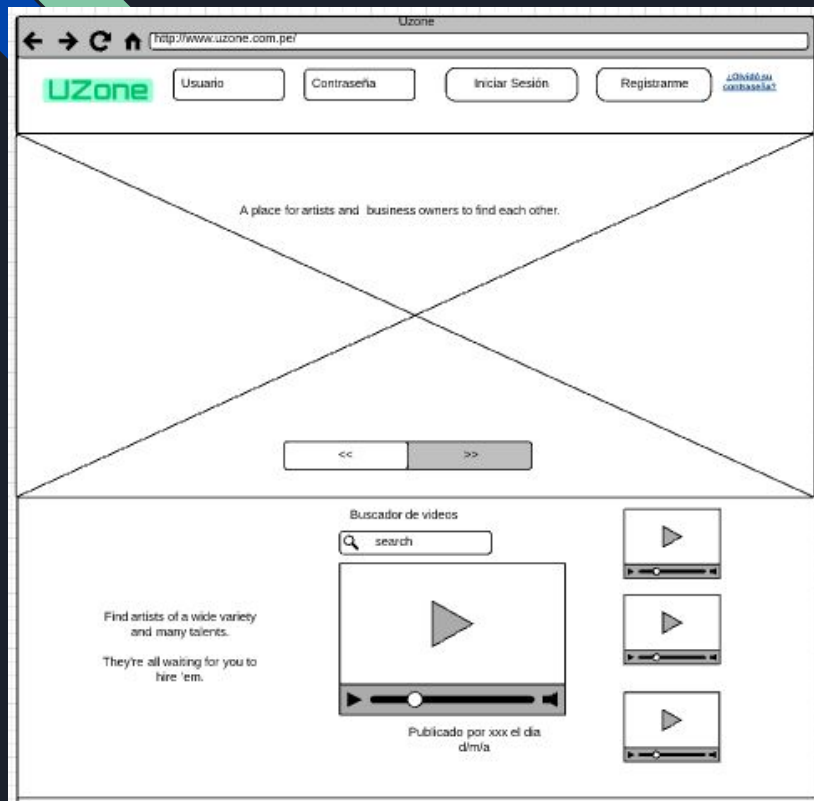 Uzone
http://www.uzone.com.pe/
UZone
Usuario
Contraseña
Iniciar Sesión
Registrarme
¿Olvidó su
contraseña?
A place for artists and business owners to find each other.
<<
>>
Buscador de videos
search
Find artists of a wide variety
and many talents.
They're all waiting for you to
hire 'em.
Publicado por xxx el dia
d/m/a